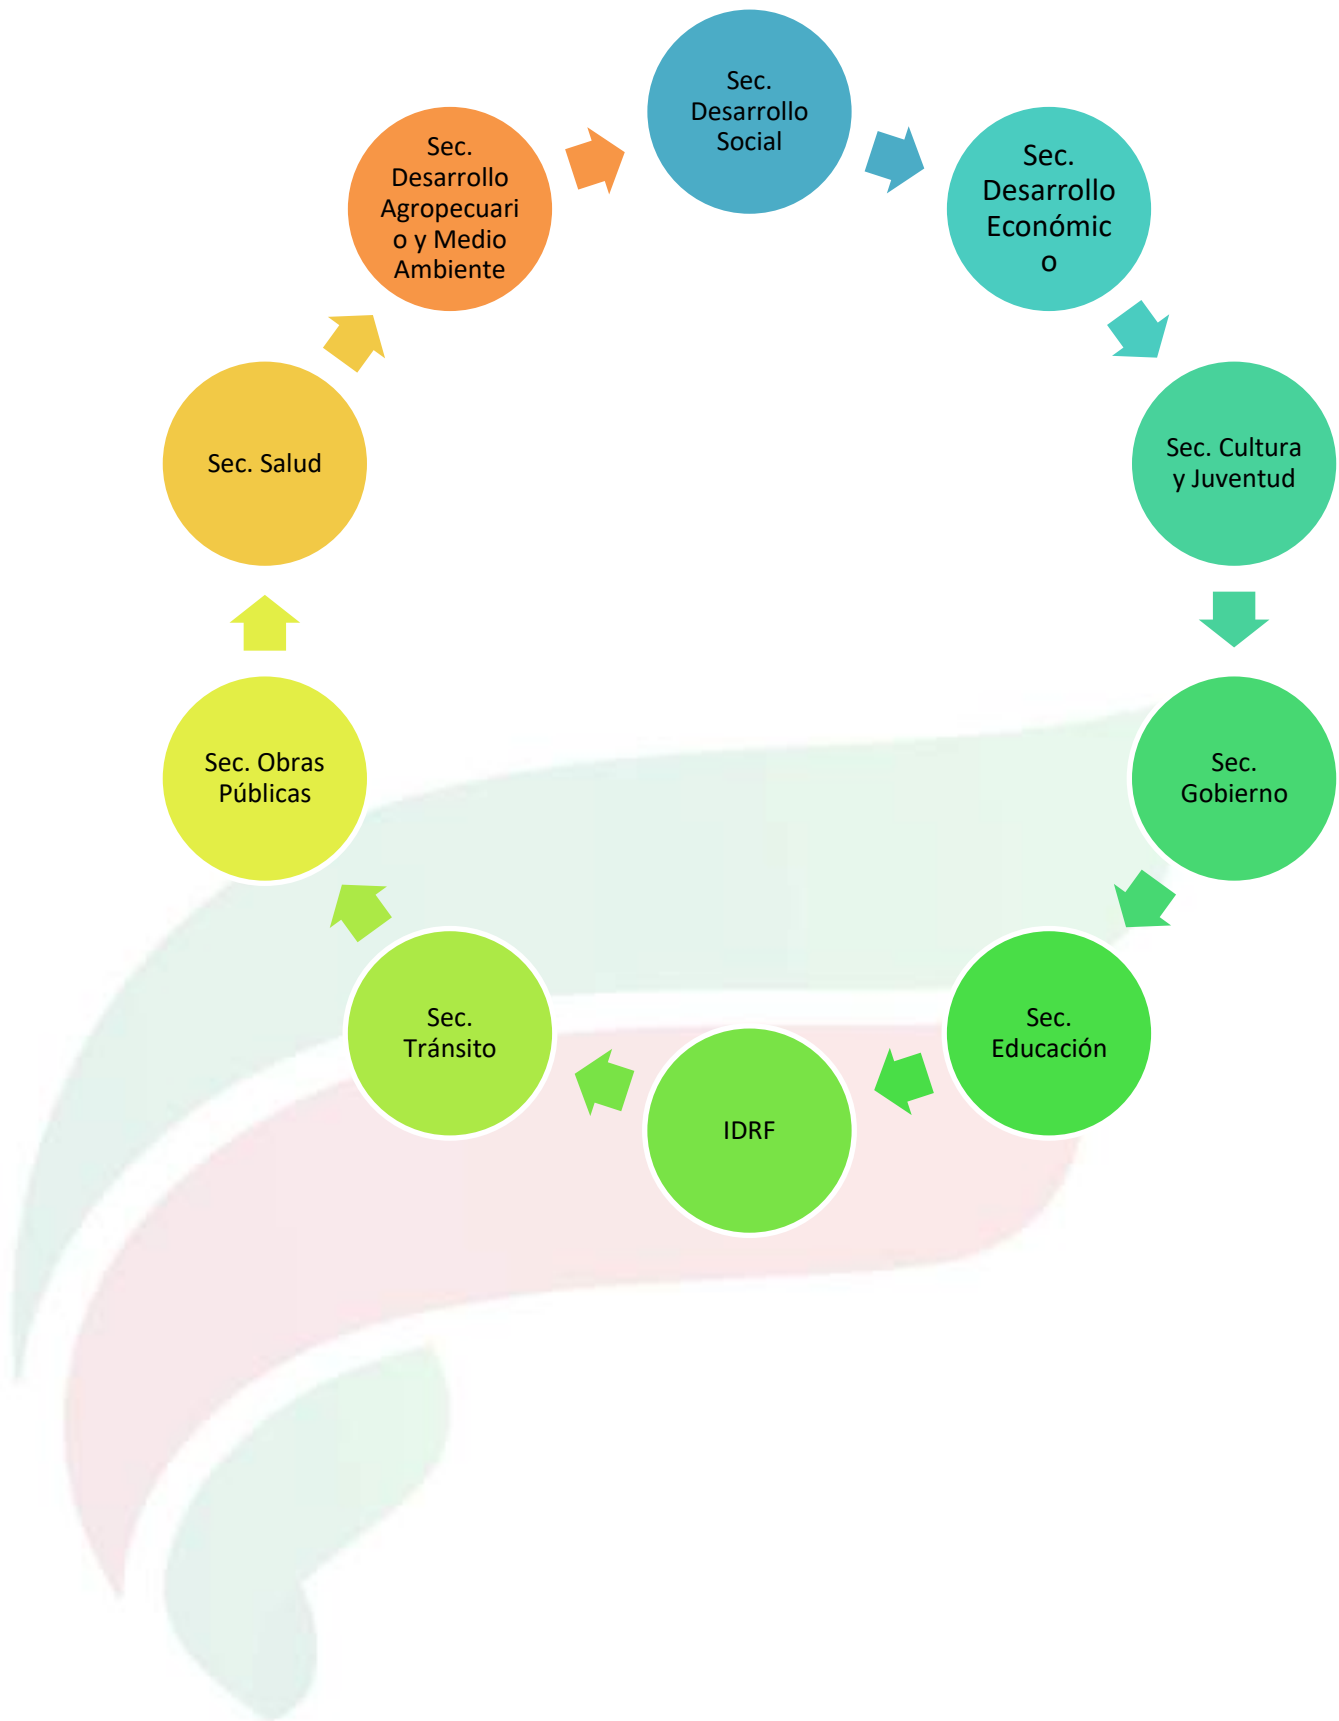 Sec.
Desarrollo
Social
Sec.
Desarrollo
Económic
o
Sec. Cultura
y Juventud
Sec.
Gobierno
Sec.
Educación
IDRF
Sec.
Tránsito
Sec. Obras
Públicas
Sec. Salud
Sec.
Desarrollo
Agropecuari
o y Medio
Ambiente